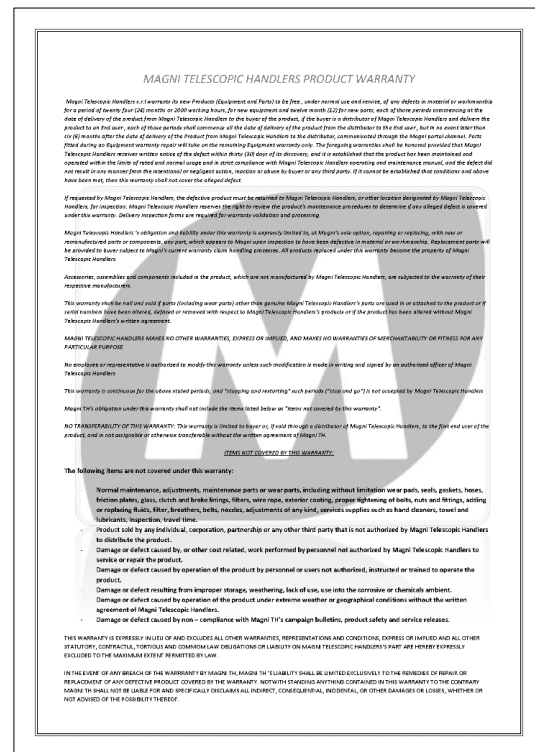 MAGNI TELESCOPIC HANDLERS PRODUCT WARRANTY
Magni Telescopic Handlers s.r.l warrants its new Products (Equipment and Parts) to be free , under normal use and service, of any defects in material or workmanship
for a period of twenty four (24) months or 2000 working hours, for new equipment and twelve month (12) for new parts, each of those periods commencing at the
date of delivery of the product from Magni Telescopic Handlers to the buyer of the product, if the buyer is a distributor of Magni Telescopic Handlers and delivers the
product to an End user , each of those periods shall commence at the date of delivery of the product from the distributor to the End user , but in no event later than
six (6) months after the date of delivery of the Product from Magni Telescopic Handlers to the distributor, communicated through the Magni portal channel. Parts
fitted during an Equipment warranty repair will take on the remaining Equipment warranty only. The foregoing warranties shall be honored provided that Magni
Telescopic Handlers receives written notice of the defect within thirty (30) days of its discovery, and it is established that the product has been maintained and
operated within the limits of rated and normal usage and in strict compliance with Magni Telescopic Handlers operating and maintenance manual, and the defect did
not result in any manner from the intentional or negligent action, inaction or abuse by buyer or any third party. If it cannot be established that conditions and above
have been met, then this warranty shall not cover the alleged defect.
If requested by Magni Telescopic Handlers, the defective product must be returned to Magni Telescopic Handlers, or other location designated by Magni Telescopic
Handlers, for inspection. Magni Telescopic Handlers reserves the right to review the product's maintenance procedures to determine if any alleged defect is covered
under this warranty. Delivery inspection forms are required for warranty validation and processing.
Magni Telescopic Handlers 's obligation and liability under this warranty is expressly limited to, at Magni's sole option, repairing or replacing, with new or
remanufactured parts or components, any part, which appears to Magni upon inspection to have been defective in material or workmanship. Replacement parts will
be provided to buyer subject to Magni's current warranty claim handling processes. All products replaced under this warranty become the property of Magni
Telescopic Handlers.
Accessories, assemblies and components included in the product, which are not manufactured by Magni Telescopic Handlers, are subjected to the warranty of their
respective manufacturers.
This warranty shall be null and void if parts (including wear parts) other than genuine Magni Telescopic Handlers's parts are used in or attached to the product or if
serial numbers have been altered, defaced or removed with respect to Magni Telescopic Handlers's products or if the product has been altered without Magni
Telescopic Handlers's written agreement.
MAGNI TELESCOPIC HANDLERS MAKES NO OTHER WARRANTIES, EXPRESS OR IMPLIED, AND MAKES NO WARRANTIES OF MERCHANTABILITY OR FITNESS FOR ANY
PARTICULAR PURPOSE.
No employee or representative is authorized to modify this warranty unless such modification is made in writing and signed by an authorized officer of Magni
Telescopic Handlers
This warranty is continuous for the above stated periods, and "stopping and restarting" such periods ("stop and go") is not accepted by Magni Telescopic Handlers
Magni TH's obligation under this warranty shall not include the items listed below as "items not covered by this warranty".
NO TRANSFERABILITY OF THIS WARRANTY: This warranty is limited to buyer or, if sold through a distributor of Magni Telescopic Handlers, to the first end user of the
product, and in not assignable or otherwise transferable without the written agreement of Magni TH.
ITEMS NOT COVERED BY THIS WARRANTY.
The following items are not covered under this warranty:
Normal maintenance, adjustments, maintenance parts or wear parts, including without limitation wear pads, seals, gaskets, hoses,
friction plates, glass, clutch and brake linings, filters, wire rope, exterior coating, proper tightening of bolts, nuts and fittings, adding
or replacing fluids, filter, breathers, belts, nozzles, adjustments of any kind, services supplies such as hand cleaners, towel and
lubricants, inspection, travel time.
- Product sold by any individual, corporation, partnership or any other third party that is not authorized by Magni Telescopic Handlers
to distribute the product.
- Damage or defect caused by, or other cost related, work performed by personnel not authorized by Magni Telescopic Handlers to
service or repair the product.
Damage or defect caused by operation of the product by personnel or users not authorized, instructed or trained to operate the
product.
Damage or defect resulting from improper storage, weathering, lack of use, use into the corrosive or chemicals ambient.
Damage or defect caused by operation of the product under extreme weather or geographical conditions without the written
agreement of Magni Telescopic Handlers.
- Damage or defect caused by non – compliance with Magni TH's campaign bulletins, product safety and service releases.
THIS WARRANTY IS EXPRESSLY IN LIEU OF AND EXCLUDES ALL OTHER WARRANTIES, REPRESENTATIONS AND CONDITIONS, EXPRESS OR IMPLIED AND ALL OTHER
STATUTORY, CONTRACTUL, TORTIOUS AND COMMOM LAW OBLIGATIONS OR LIABILITY ON MAGNI TELESCOPIC HANDLERS'S PART ARE HEREBY EXPRESSLY
EXCLUDED TO THE MAXIMUM EXTENT PERMITTED BY LAW.
IN THE EVENT OF ANY BREACH OF THE WARRRANTY BY MAGNI TH, MAGNI TH 'S LIABILITY SHALL BE LIMITED EXCLUSIVELY TO THE REMEDIES OF REPAIR OR
REPLACEMENT OF ANY DEFECTIVE PRODUCT COVERED BY THE WARRANTY. NOTWITH STANDING ANYTHING CONTAINED IN THIS WARRANTY TO THE CONTRARY
MAGNI TH SHALL NOT BE LIABLE FOR AND SPECIFICALLY DISCLAIMS ALL INDIRECT, CONSEQUENTIAL, INCIDENTAL, OR OTHER DAMAGES OR LOSSES, WHETHER OR
NOT ADVISED OF THE POSSIBILITY THEREOF.